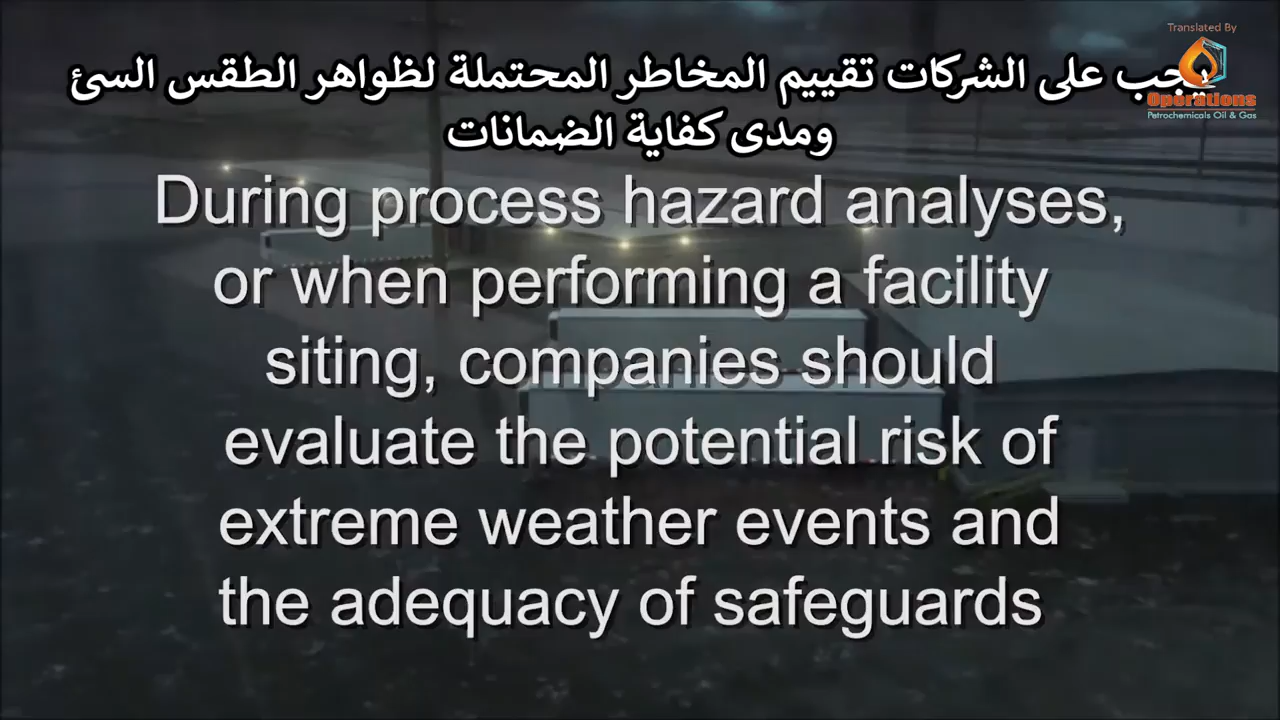 Translated By
Operations
Petrochemicals Oil & Gas
يجب على الشركات تقييم المخاطر المحتملة لظواهر الطقس السئ
ومدى كفاية الضمانات
During process hazard analyses,
or when performing a facility
siting, companies should
evaluate the potential risk of
extreme weather events and
the adequacy of safeguards